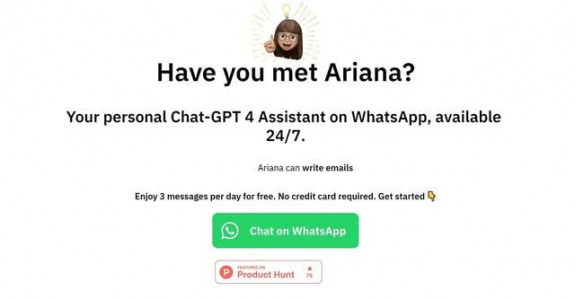 Have you met Ariana?
Your personal Chat-GPT 4 Assistant on WhatsApp, available
24/7.
Ariana can write emails
Enjoy 3 messages per day for free. No credit card required. Get started 👇
Chat on WhatsApp
P
FEATURED ON
Product Hunt
▲
75